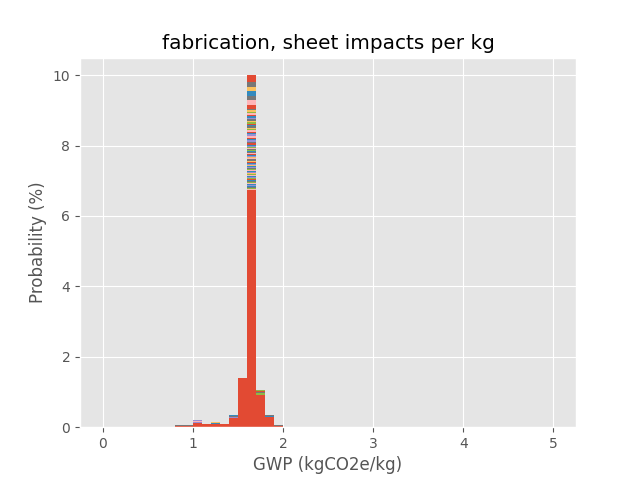 fabrication, sheet impacts per kg
Probability (%)
10
8
6
4
2
0
0 1 2 3 4 5
GWP (kgCO2e/kg)